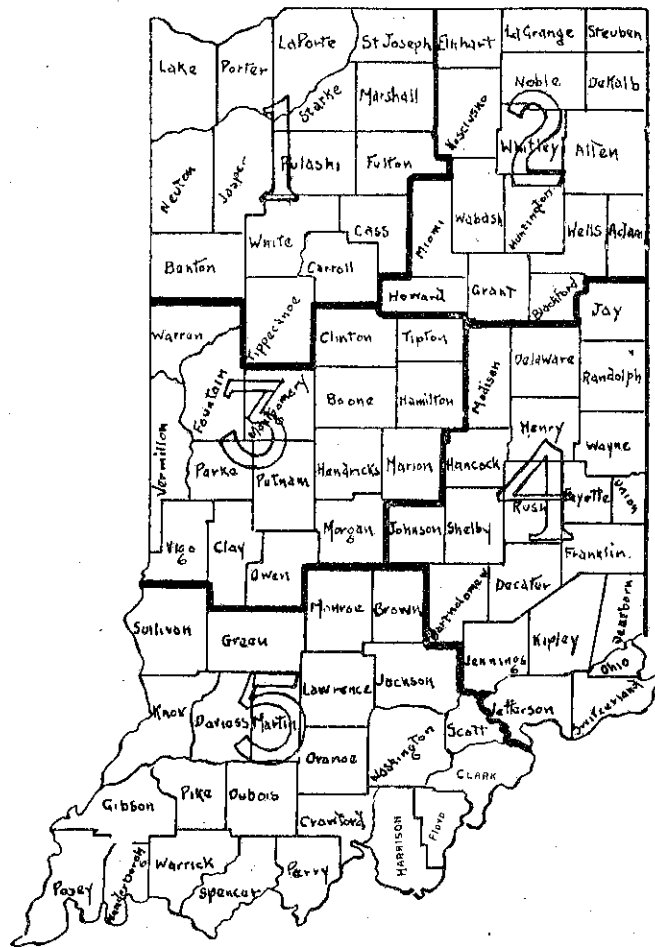 LaPorte
St Joseph
Elkhart
LaGrange
Steuben
Lake
Porter
Noble
DeKalb
Starke
Marshall
Kosciusko
1
2
Whitley
Allen
Newton
Jasper
Pulaski
Fulton
Miami
Wabash
Huntington
Wells
Adam
White
Cass
Benton
Carroll
Howard
Grant
Blackford
Jay
Warren
Tippecanoe
Clinton
Tipton
Madison
Delaware
Randolph
Fountain
3
Montgomery
Boone
Hamilton
Henry
Wayne
Vermillon
Parke
Putnam
Hendricks
Marion
Hancock
4
Rush
Fayette
Union
Vigo
Clay
Morgan
Johnson
Shelby
Franklin
Owen
Monroe
Brown
Bartholomew
Decatur
Dearborn
Sullivan
Green
Jennings
Ripley
Ohio
Lawrence
Jackson
Knox
Daviess
5
Martin
Jefferson
Switzerland
Orange
Washington
Scott
CLARK
Gibson
Pike
Dubois
Crawford
HARRISON
FLOYD
Posey
Vanderborgh
Warrick
Spencer
Perry